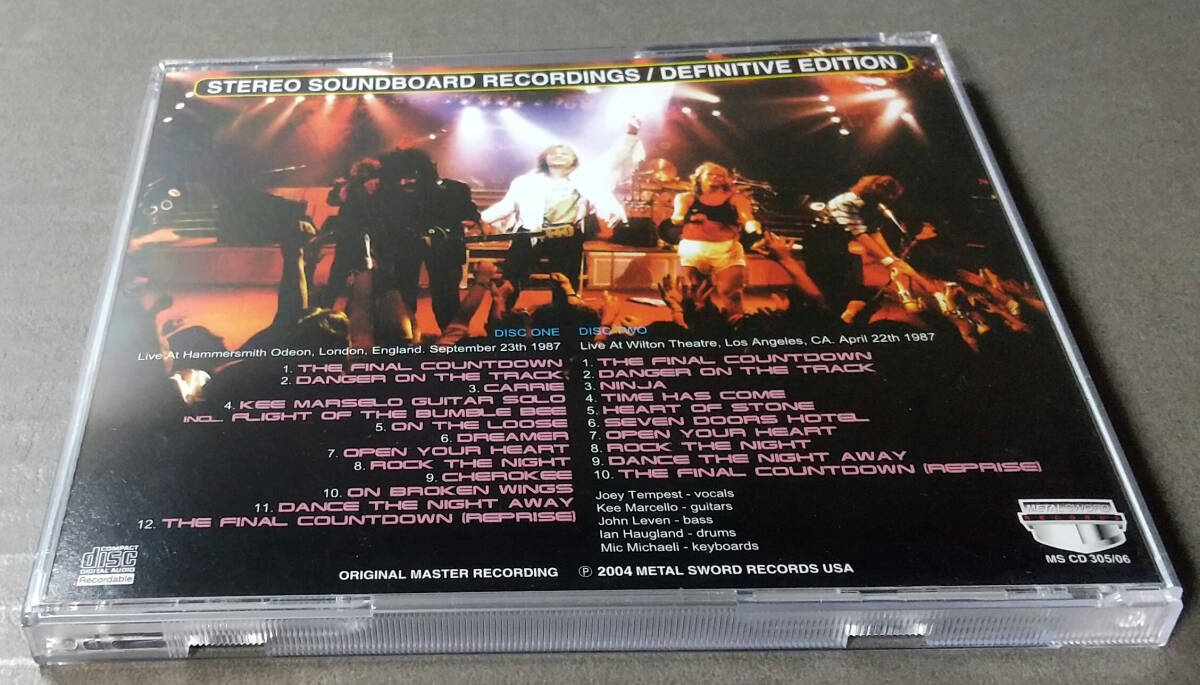 STEREO SOUNDBOARD RECORDINGS / DEFINITIVE EDITION
DISC ONE
Live At Hammersmith Odeon, London, England. September 23th 1987
1. THE FINAL COUNTDOWN
2. DANGER ON THE TRACK
3. CARRIE
4. KEE MARSELO GUITAR SOLO
INCL. FLIGHT OF THE BUMBLE BEE
5. ON THE LOOSE
6. DREAMER
7. OPEN YOUR HEART
8. ROCK THE NIGHT
9. CHEROKEE
10. ON BROKEN WINGS
11. DANCE THE NIGHT AWAY
12. THE FINAL COUNTDOWN (REPRISE)
DISC TWO
Live At Wilton Theatre, Los Angeles, CA. April 22th 1987
1. THE FINAL COUNTDOWN
2. DANGER ON THE TRACK
3. NINJA
4. TIME HAS COME
5. HEART OF STONE
6. SEVEN DOORS HOTEL
7. OPEN YOUR HEART
8. ROCK THE NIGHT
9. DANCE THE NIGHT AWAY
10. THE FINAL COUNTDOWN (REPRISE)
Joey Tempest - vocals
Kee Marcello - guitars
John Leven - bass
Ian Haugland - drums
Mic Michaeli - keyboards
COMPACT
disc
DIGITAL AUDIO
Recordable
ORIGINAL MASTER RECORDING ℗ 2004 METAL SWORD RECORDS USA
METALSWORD
RECORDS
MS CD 305/06